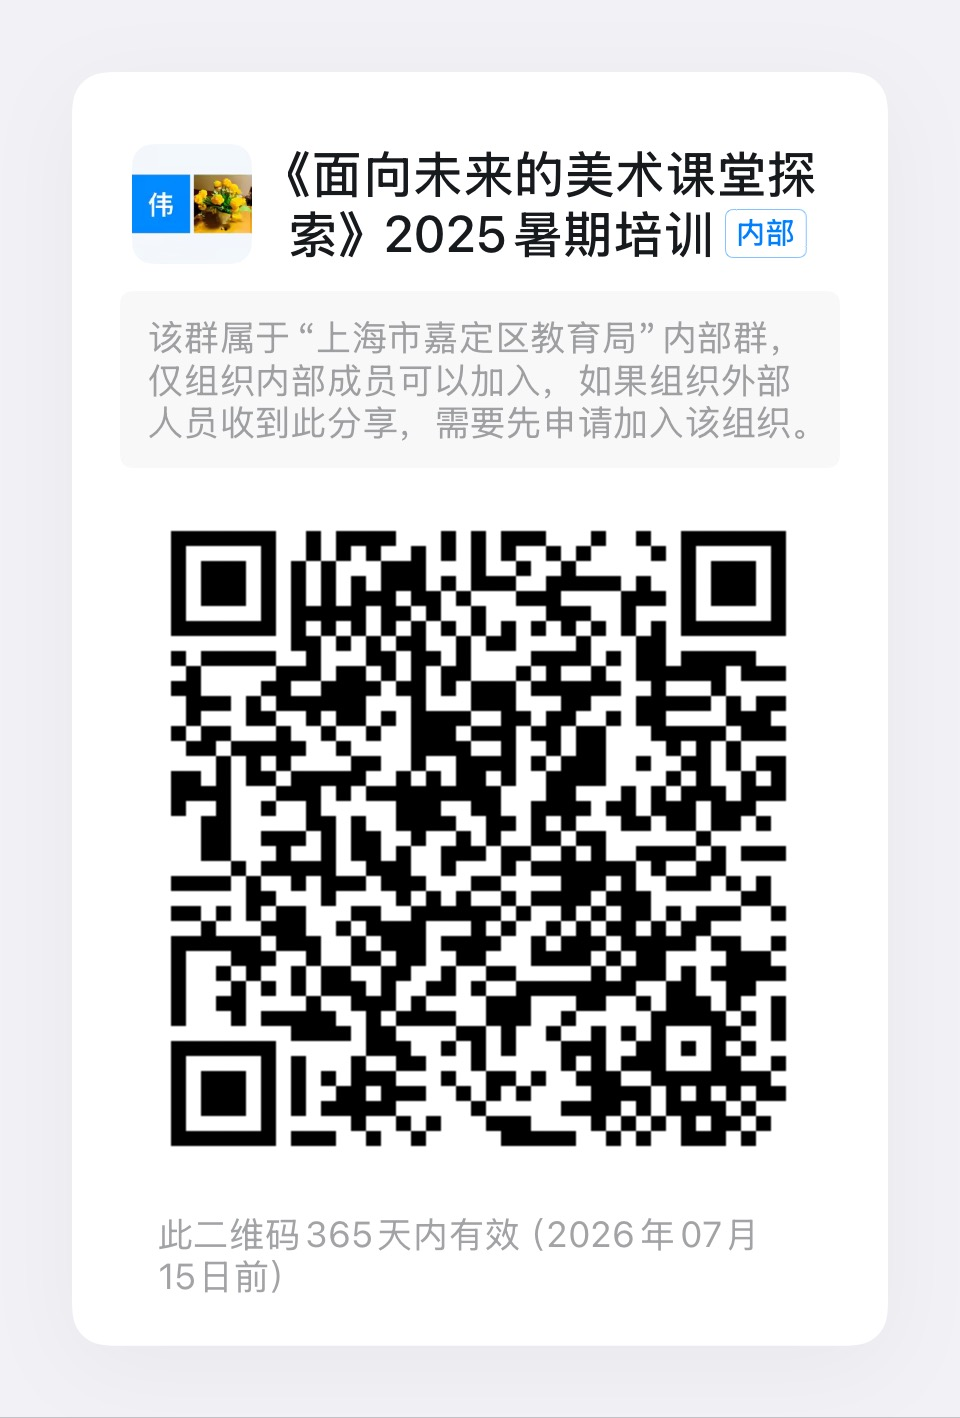 伟
《面向未来的美术课堂探
索》2025暑期培训 内部
该群属于“上海市嘉定区教育局”内部群，
仅组织内部成员可以加入，如果组织外部
人员收到此分享，需要先申请加入该组织。
此二维码365天内有效（2026年07月
15日前）